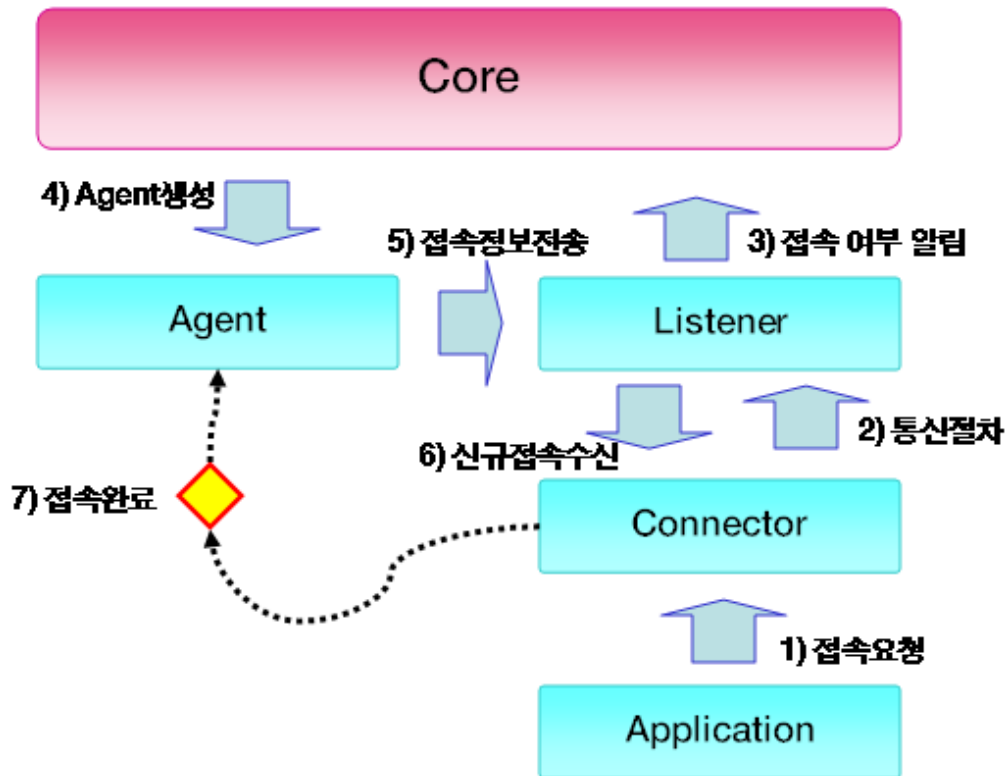 Core
4) Agent생성
5) 접속정보전송
3) 접속 여부 알림
Agent
Listener
6) 신규접속수신
2) 통신절차
7) 접속완료
Connector
1) 접속요청
Application